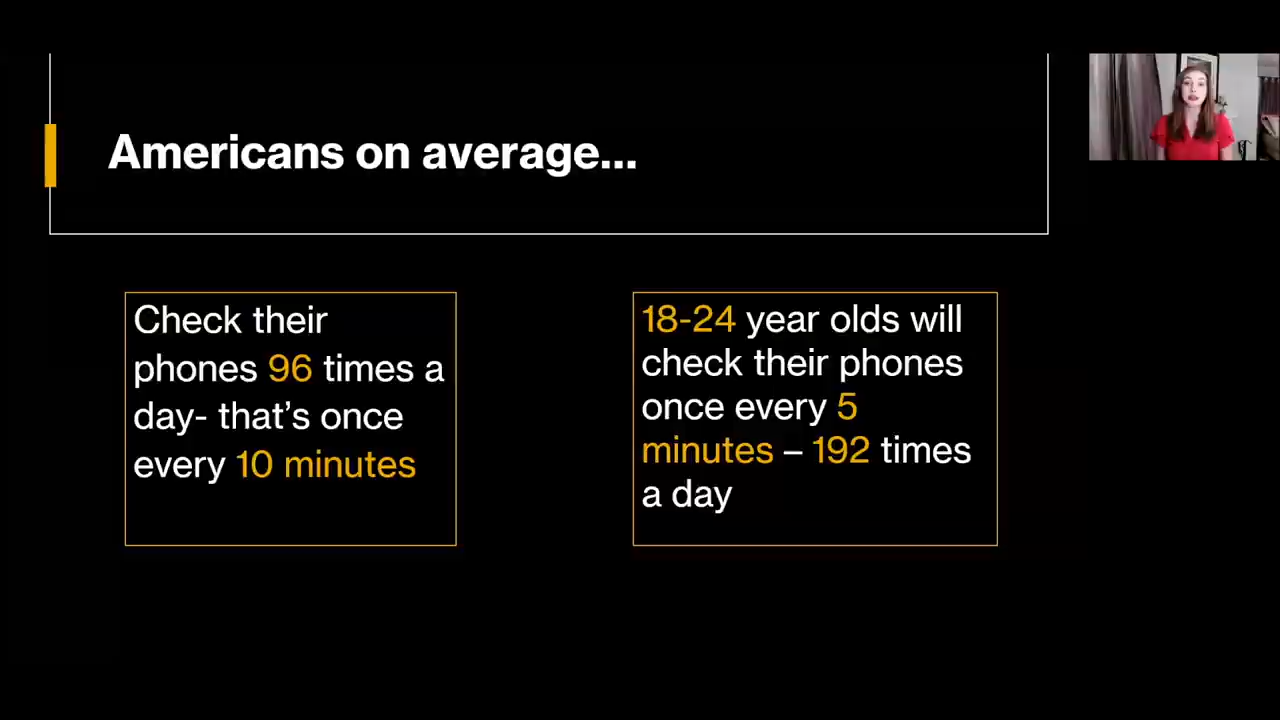 Americans on average...
Check their
phones 96 times a
day- that’s once
every 10 minutes
18-24 year olds will
check their phones
once every 5
minutes – 192 times
a day